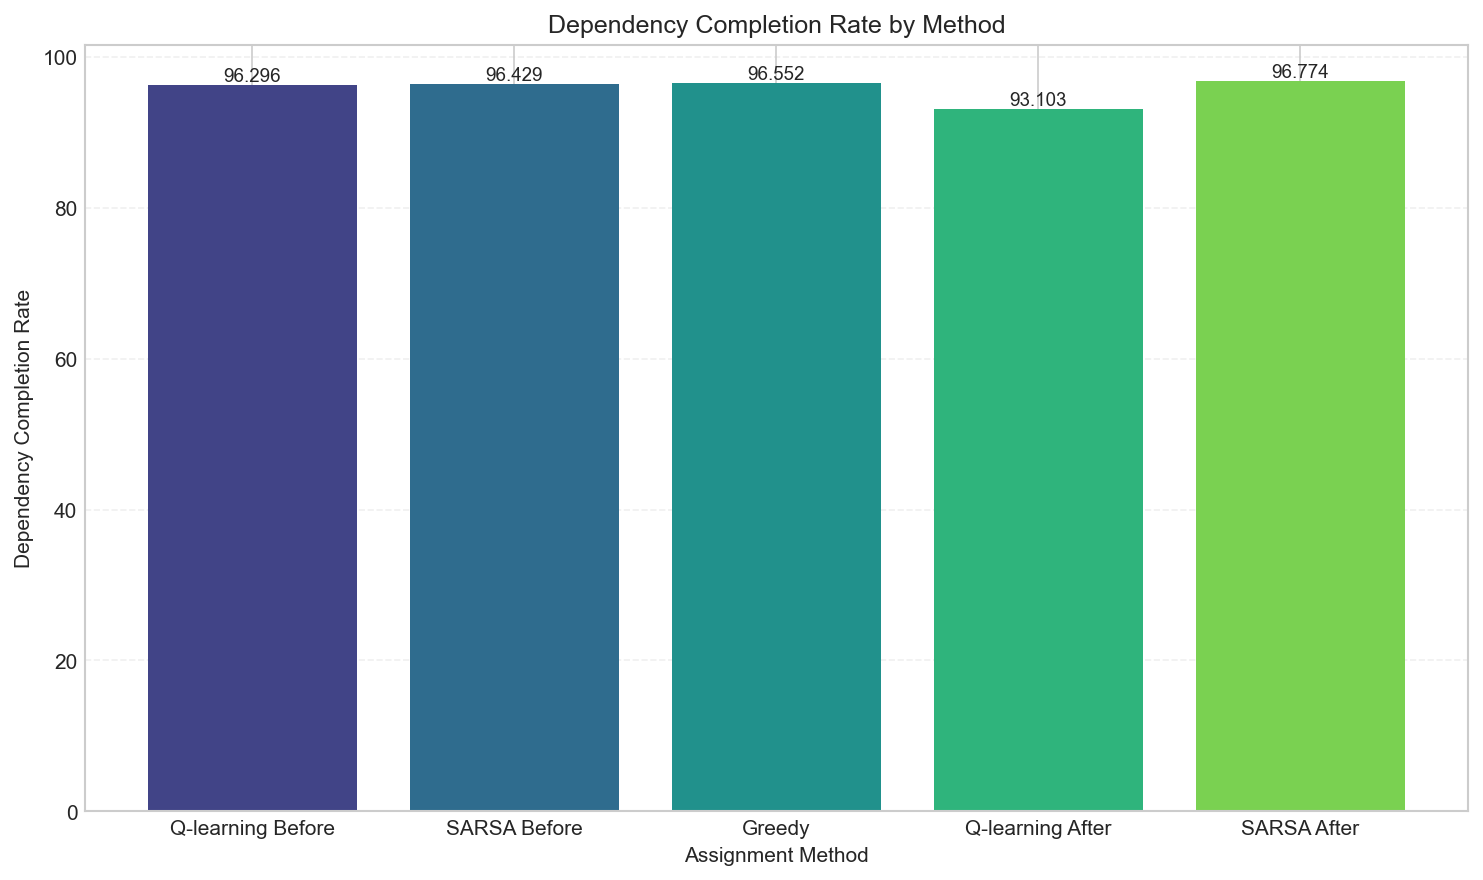 Dependency Completion Rate by Method
Dependency Completion Rate
100
80
60
40
20
0
96.296
96.429
96.552
93.103
96.774
Q-learning Before
SARSA Before
Greedy
Q-learning After
SARSA After
Assignment Method